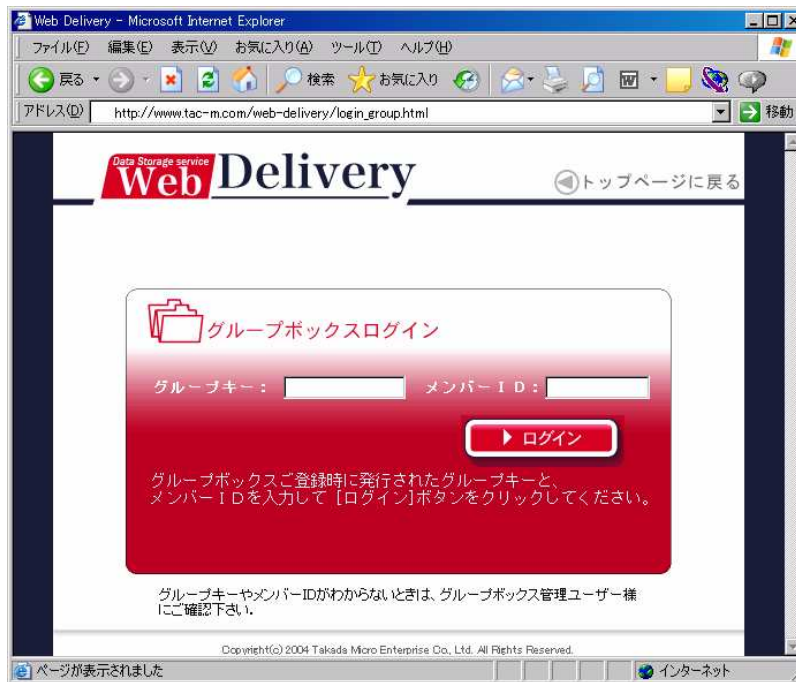 Web Delivery - Microsoft Internet Explorer
ファイル(F) 編集(E) 表示(V) お気に入り(A) ツール(T) ヘルプ(H)
戻る 検索 お気に入り
アドレス(D) http://www.tac-m.com/web-delivery/login_group.html 移動
Data Storage service
Web Delivery
トップページに戻る
グループボックスログイン
グループキー： メンバーＩＤ：
ログイン
グループボックスご登録時に発行されたグループキーと、
メンバーＩＤを入力して［ログイン］ボタンをクリックしてください。
グループキーやメンバーIDがわからないときは、グループボックス管理ユーザー様
にご確認下さい.
Copyright(c) 2004 Takada Micro Enterprise Co., Ltd. All Rights Reserved.
ページが表示されました インターネット